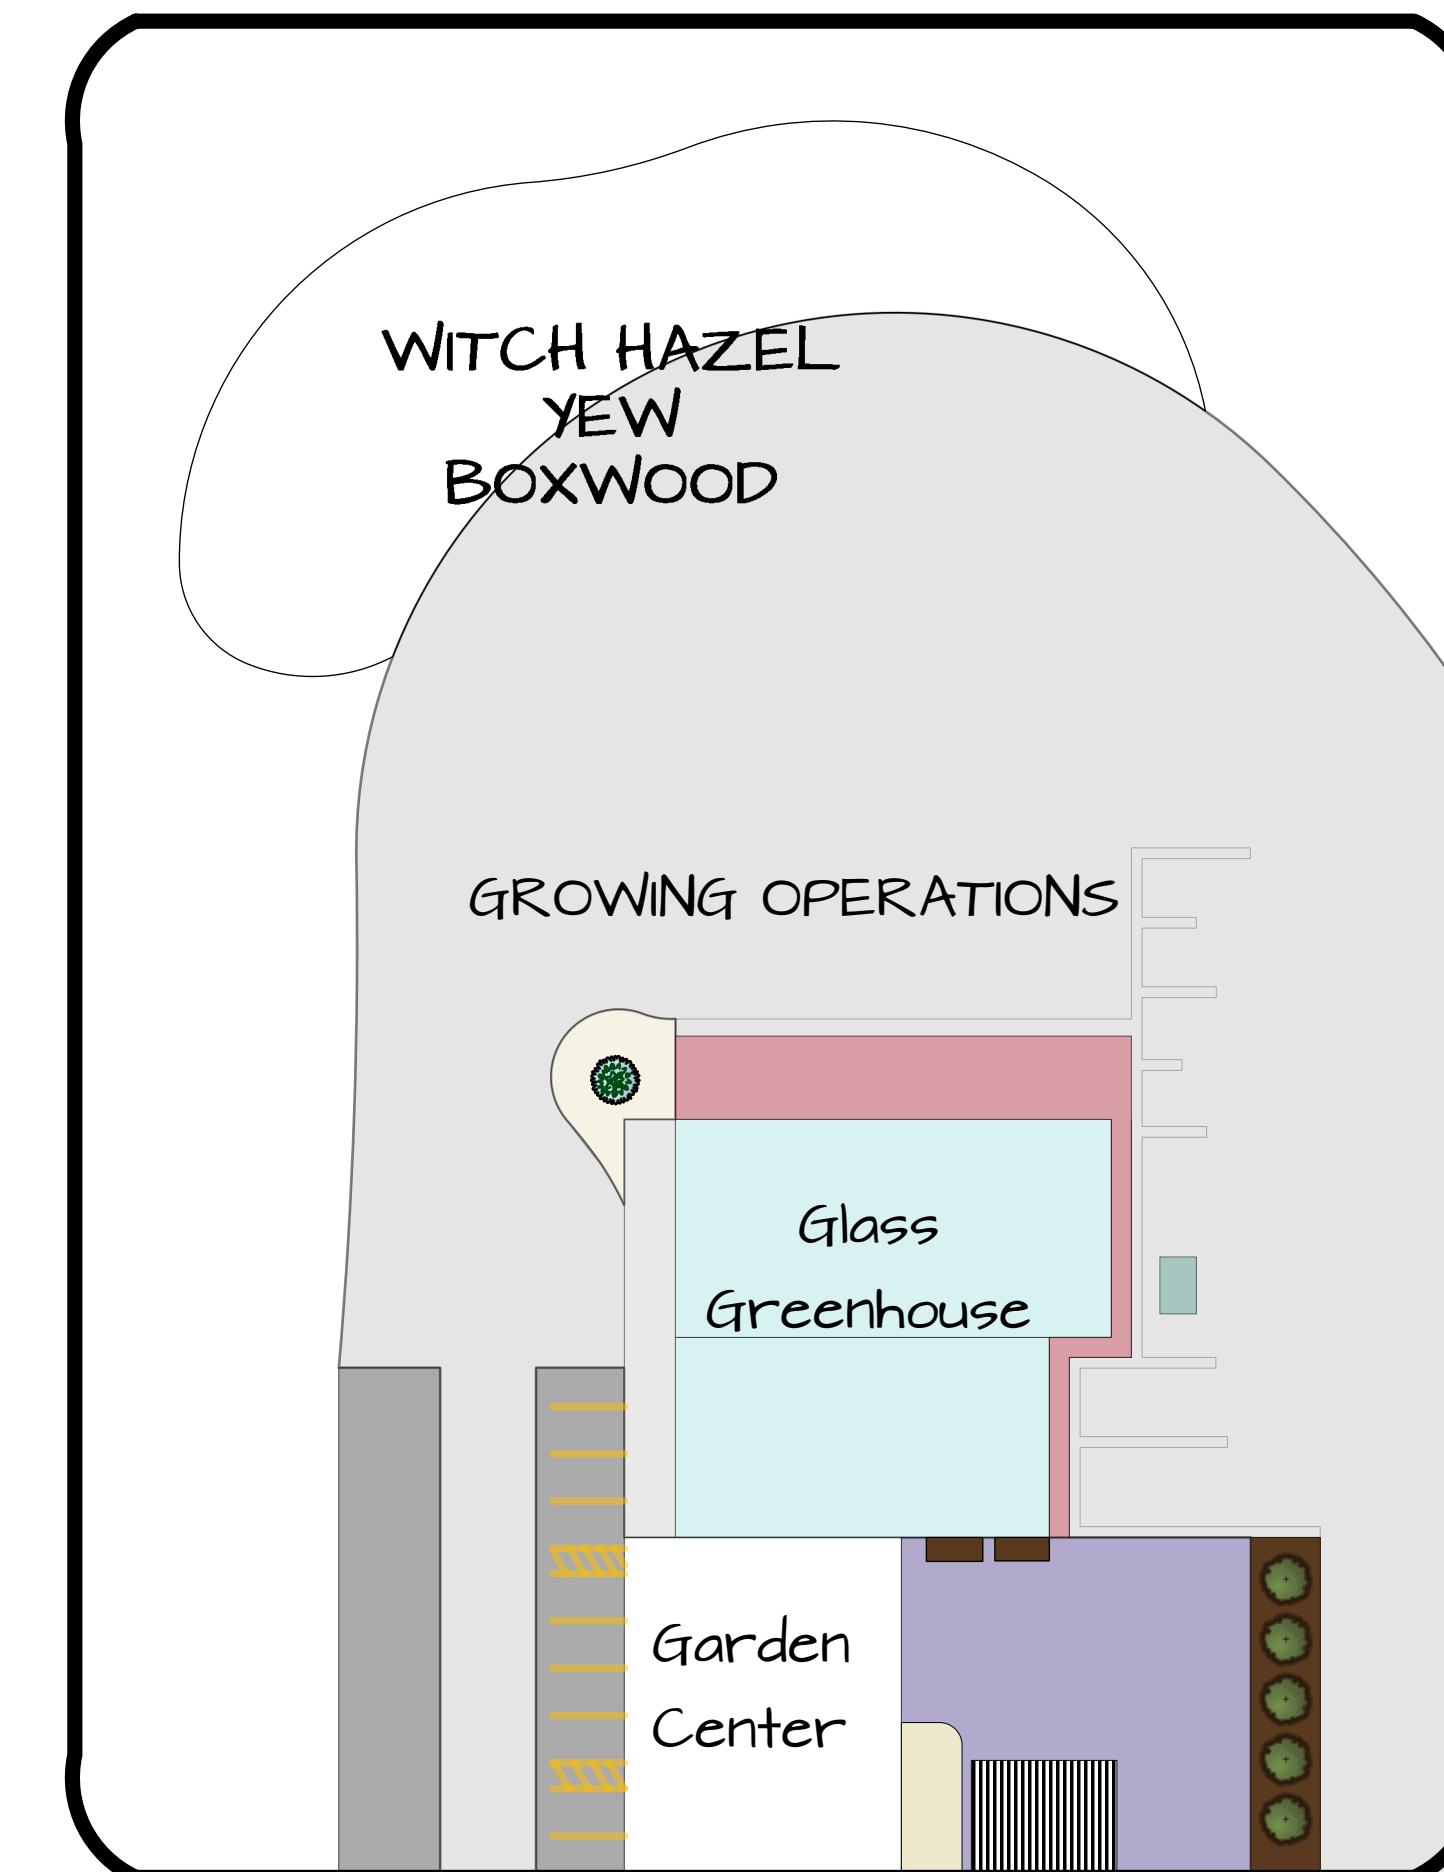 WITCH HAZEL
YEW
BOXWOOD
GROWING OPERATIONS
Glass
Greenhouse
Garden
Center